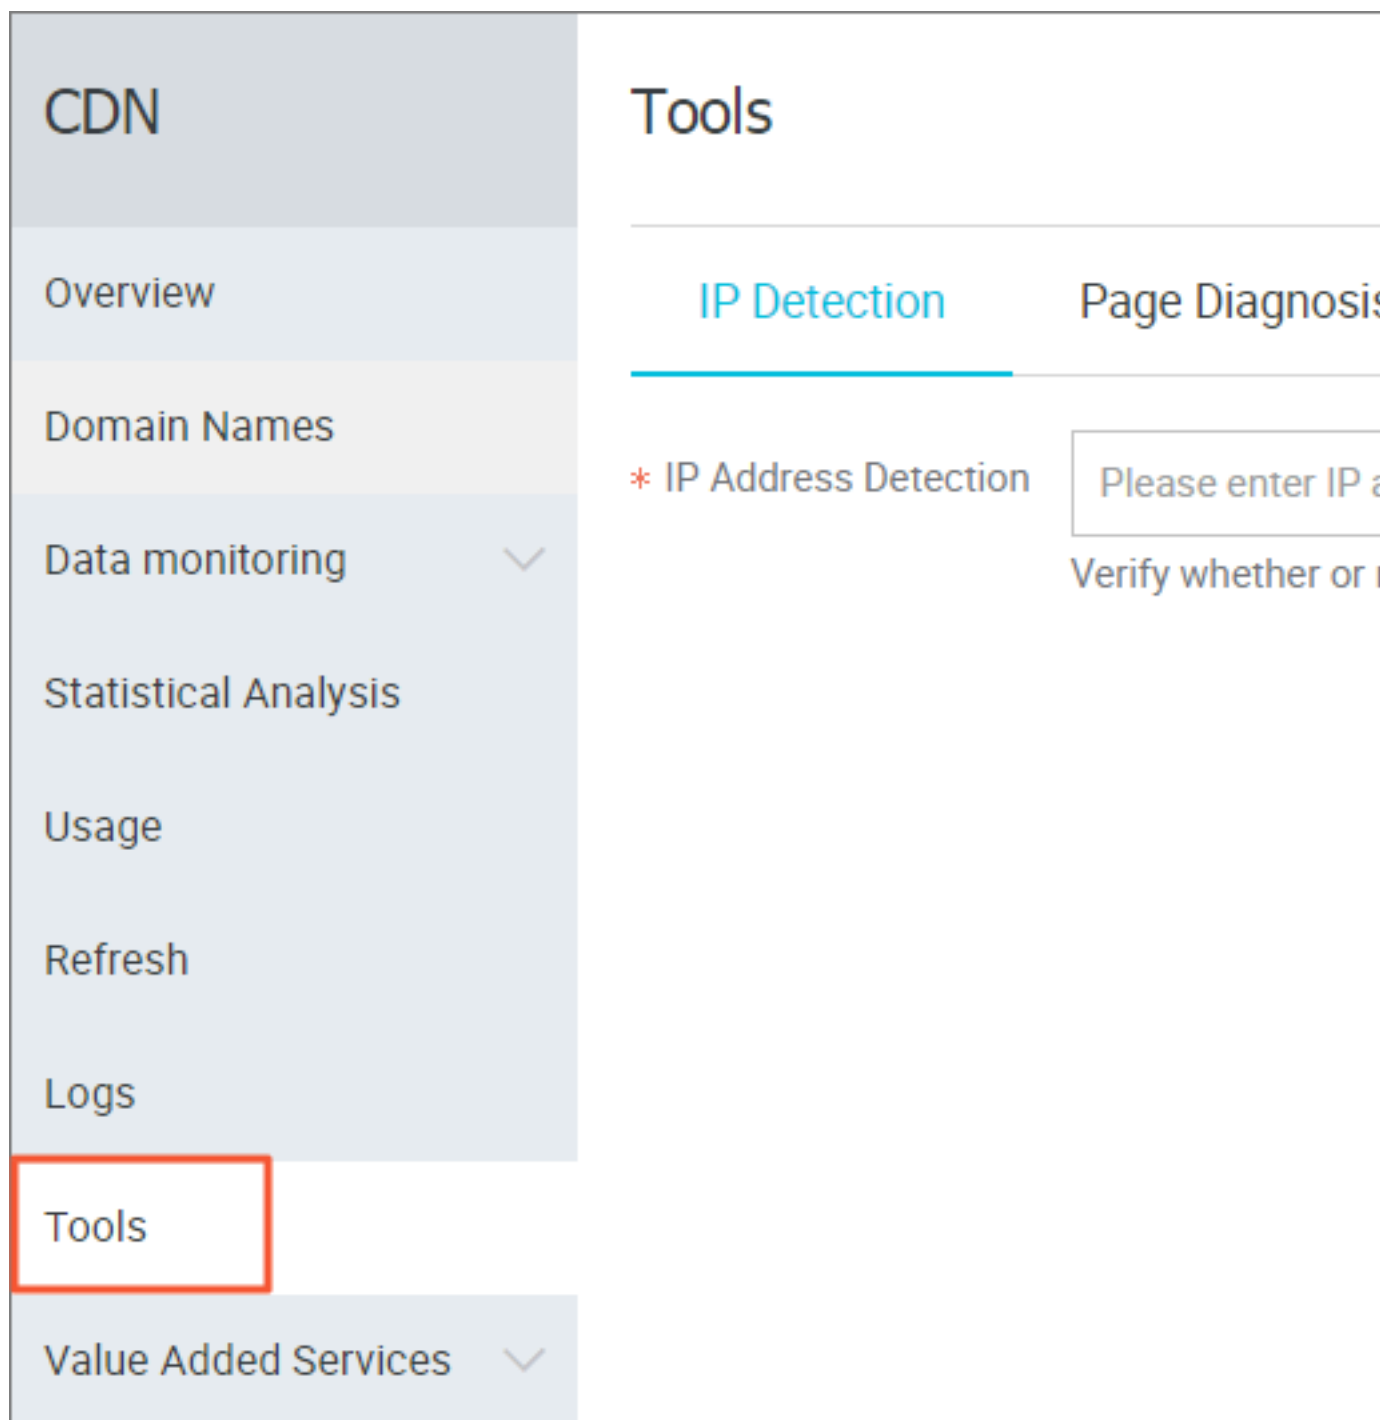 CDN
Overview
Domain Names
Data monitoring
Statistical Analysis
Usage
Refresh
Logs
Tools
Value Added Services
Tools
IP Detection
Page Diagnosis
* IP Address Detection
Please enter IP
Verify whether or